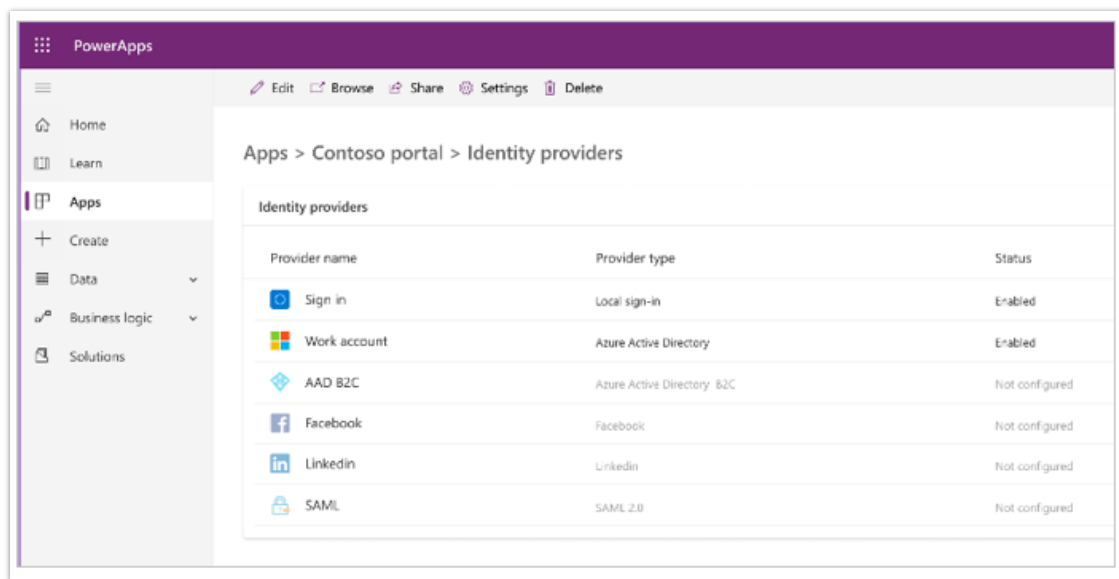 PowerApps
Edit Browse Share Settings Delete
Home
Learn
Apps
Create
Data
Business logic
Solutions
Apps > Contoso portal > Identity providers
Identity providers
Provider name Provider type Status
Sign in Local sign-in Enabled
Work account Azure Active Directory Enabled
AAD B2C Azure Active Directory B2C Not configured
Facebook Facebook Not configured
Linkedin Linkedin Not configured
SAML SAML 2.0 Not configured